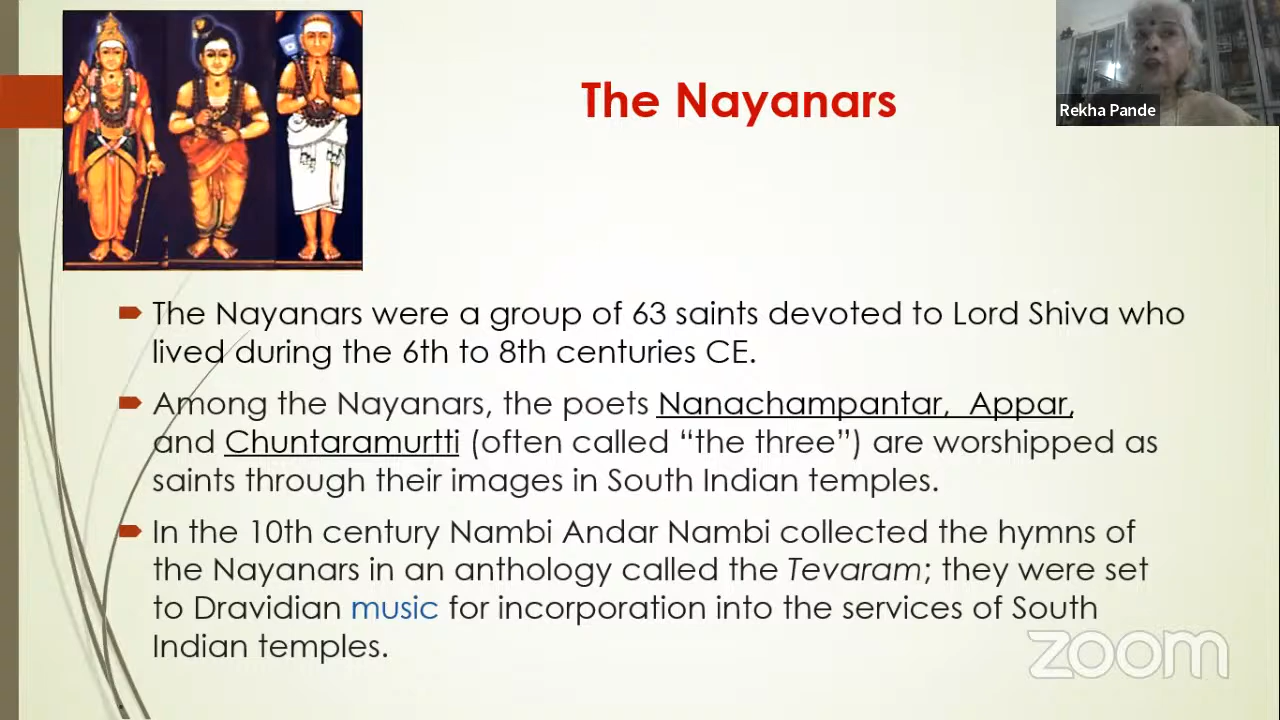 The Nayanars
Rekha Pande
The Nayanars were a group of 63 saints devoted to Lord Shiva who
lived during the 6th to 8th centuries CE.
Among the Nayanars, the poets Nanachampantar,  Appar,
and Chuntaramurtti (often called “the three”) are worshipped as
saints through their images in South Indian temples.
In the 10th century Nambi Andar Nambi collected the hymns of
the Nayanars in an anthology called the Tevaram; they were set
to Dravidian music for incorporation into the services of South
Indian temples.
zoom